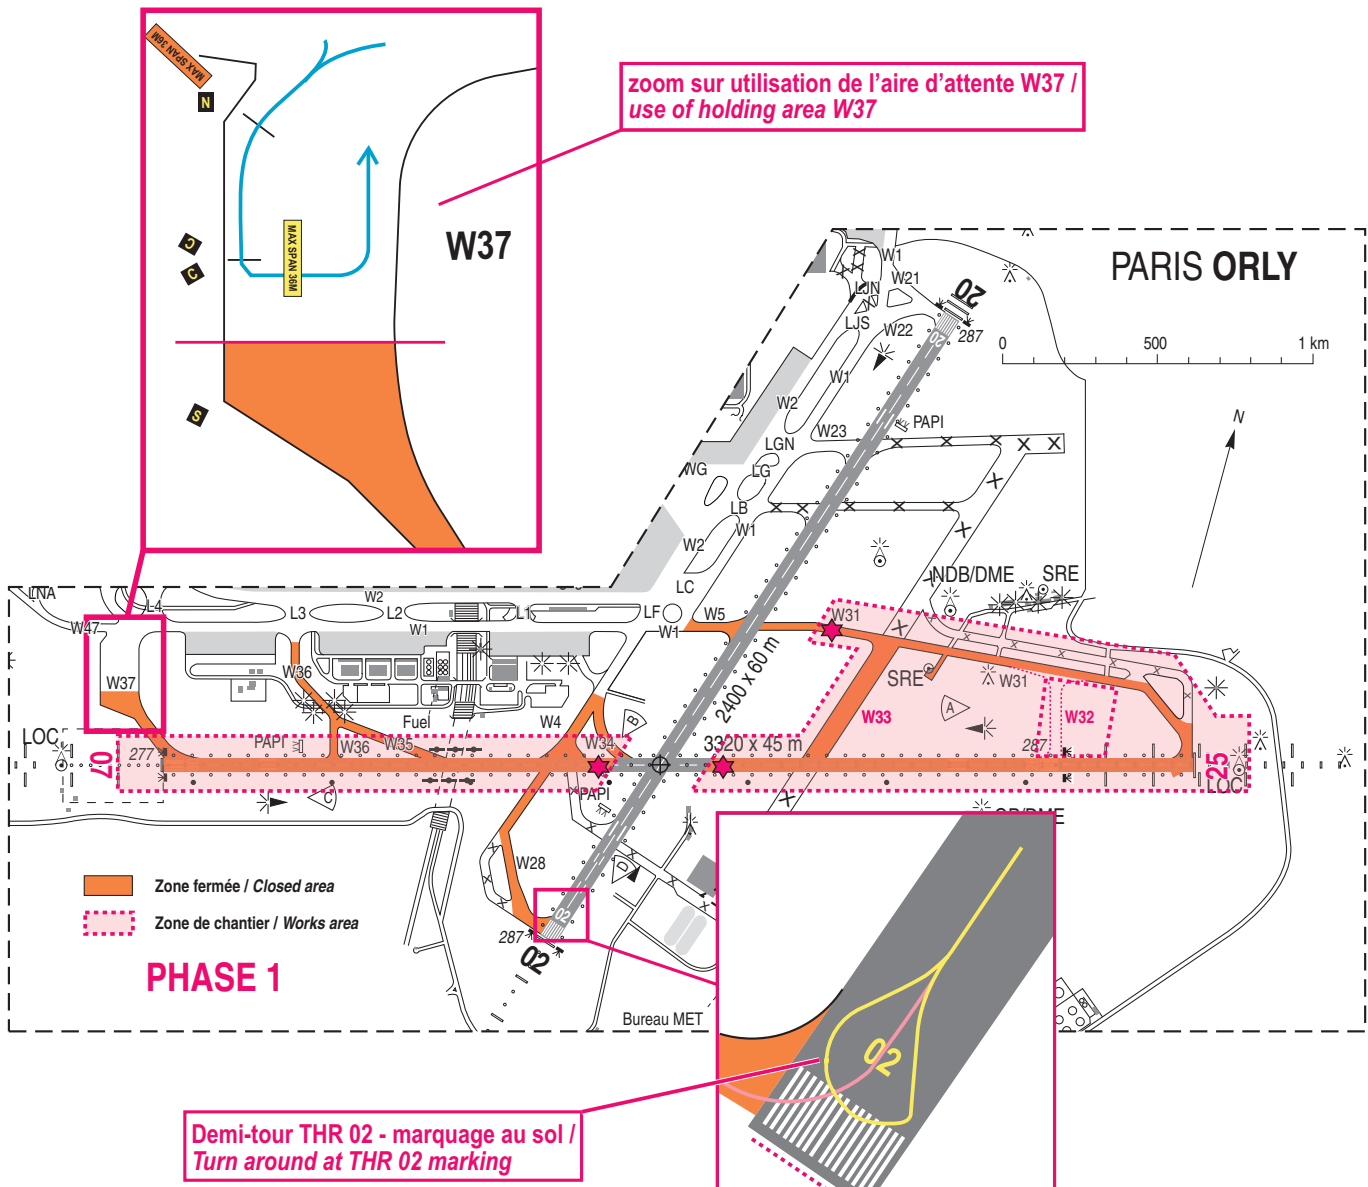 MAX SPAN 36M
N
C
C
S
MAX SPAN 36M
W37
zoom sur utilisation de l'aire d'attente W37 /
use of holding area W37
PARIS ORLY
0 500 1 km
N
W1
W21
LJN
LJS
W22
20
20
287
W1
W2
W23
PAPI
LGN
WG
LG
LB
W1
W2
LC
NDB/DME
SRE
LNA
L4
L3
W2
L2
L1
LF
W5
W31
W47
W1
W1
W37
W36
SRE
W31
2400 x 60 m
Fuel
W4
B
W33
A
W32
LOC
07
277
PAPI
W36
W35
W34
3320 x 45 m
287
25
LOC
C
PAPI
D
W28
02
287
02
Zone fermée / Closed area
Zone de chantier / Works area
PHASE 1
Bureau MET
02
Demi-tour THR 02 - marquage au sol /
Turn around at THR 02 marking